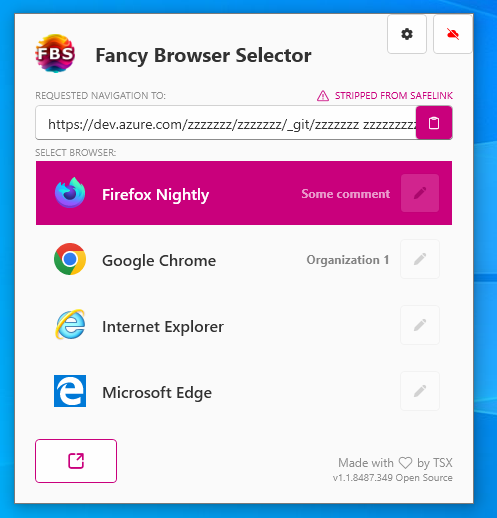 FBS
Fancy Browser Selector
REQUESTED NAVIGATION TO:
STRIPPED FROM SAFELINK
https://dev.azure.com/zzzzzzz/zzzzzzz/_git/zzzzzzz zzzzzzzzz
SELECT BROWSER:
Firefox Nightly
Some comment
Google Chrome
Organization 1
Internet Explorer
Microsoft Edge
Made with ♡ by TSX
v1.1.8487.349 Open Source